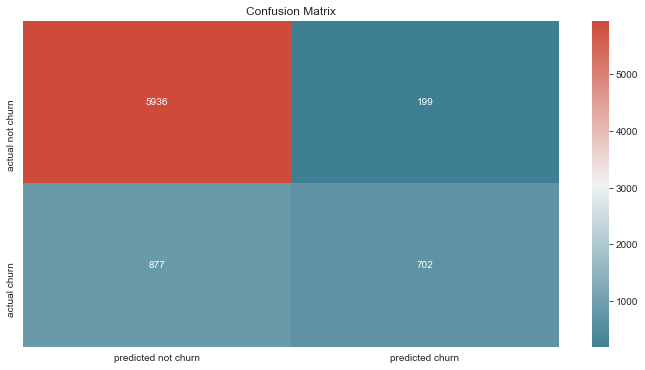 Confusion Matrix
actual not churn
5936
199
actual churn
877
702
predicted not churn
predicted churn
5000
4000
3000
2000
1000